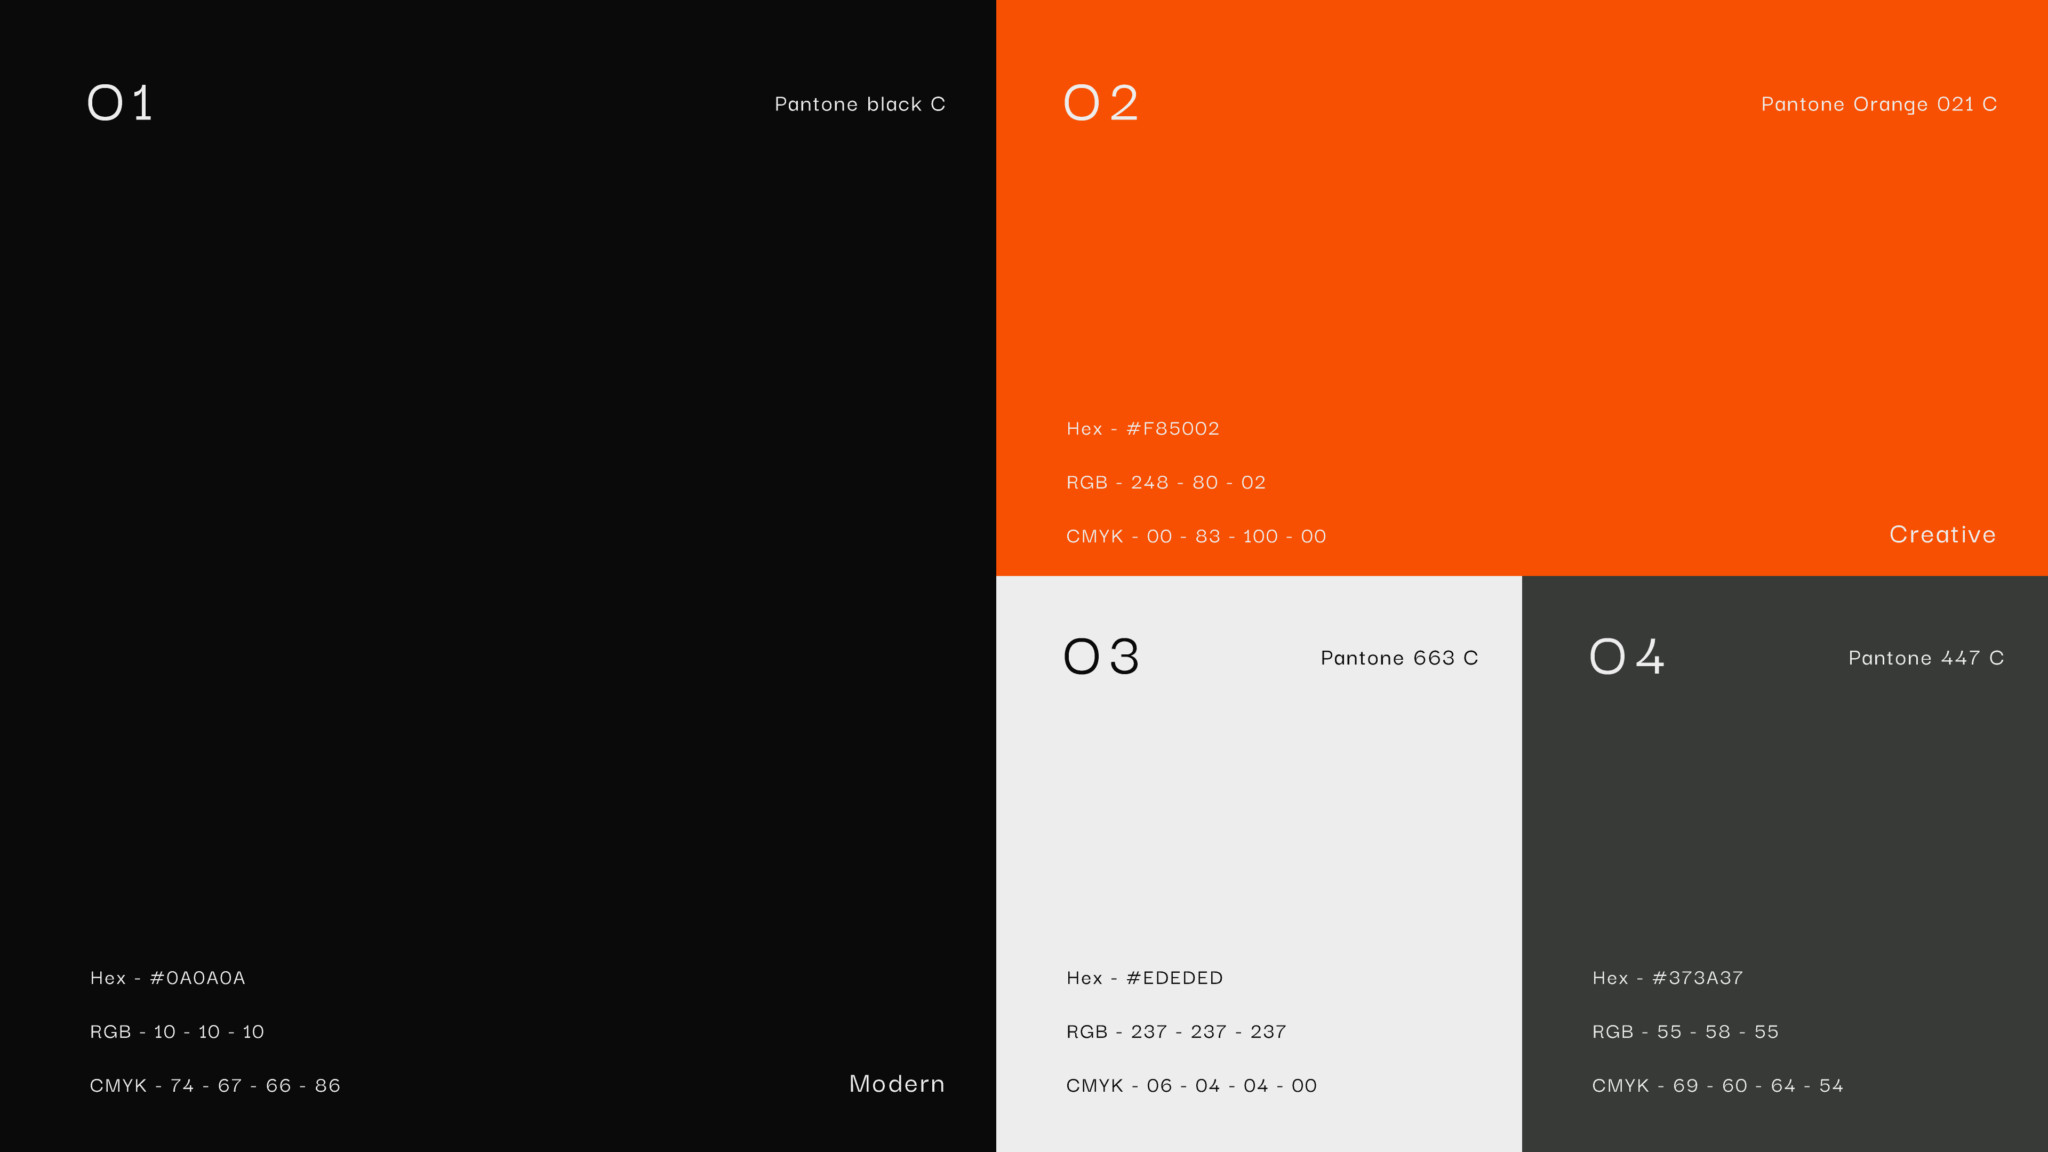 01
Pantone black C
Hex - #0A0A0A
RGB - 10 - 10 - 10
CMYK - 74 - 67 - 66 - 86
Modern
02
Pantone Orange 021 C
Hex - #F85002
RGB - 248 - 80 - 02
CMYK - 00 - 83 - 100 - 00
Creative
03
Pantone 663 C
Hex - #EDEDED
RGB - 237 - 237 - 237
CMYK - 06 - 04 - 04 - 00
04
Pantone 447 C
Hex - #373A37
RGB - 55 - 58 - 55
CMYK - 69 - 60 - 64 - 54